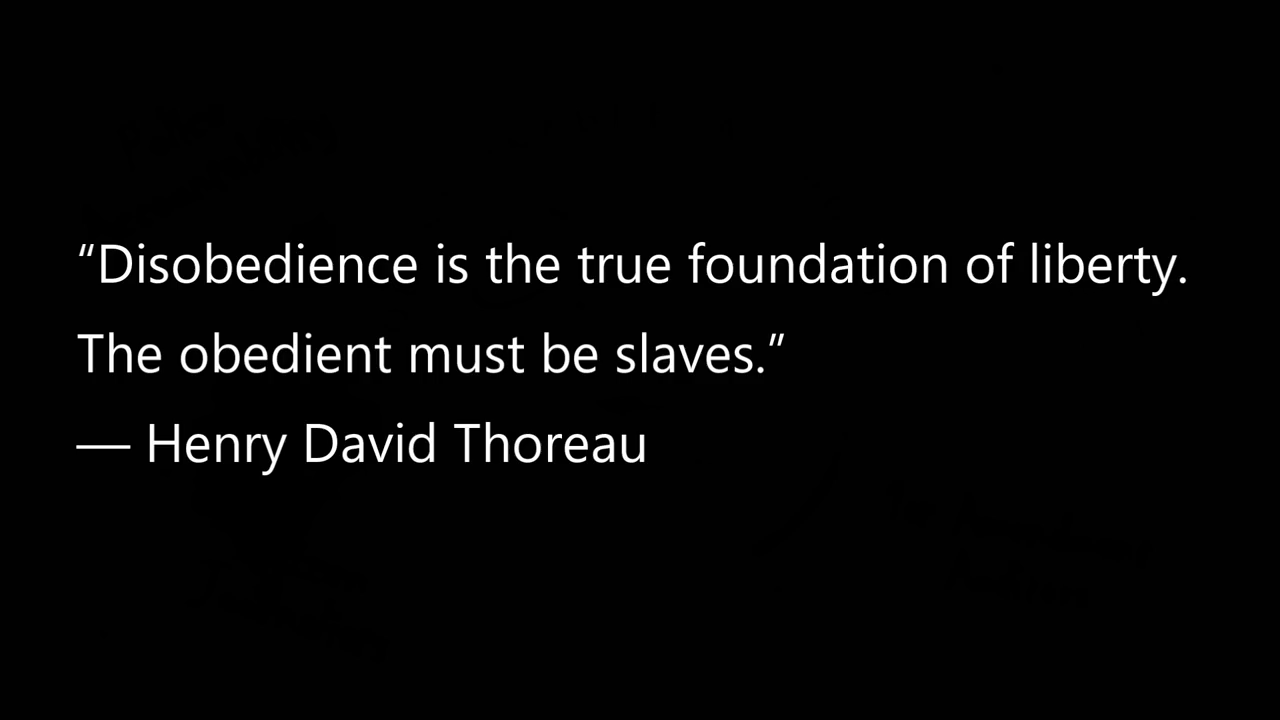 “Disobedience is the true foundation of liberty.
The obedient must be slaves.”
— Henry David Thoreau